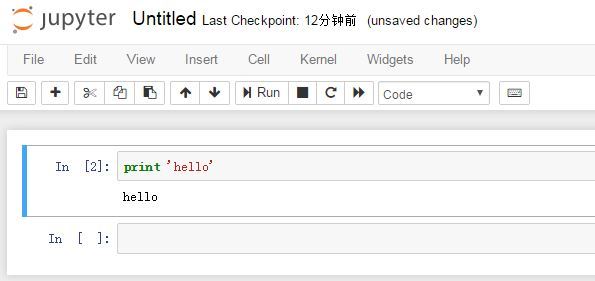 jupyter Untitled Last Checkpoint: 12分钟前 (unsaved changes)
File Edit View Insert Cell Kernel Widgets Help
Run Code
In [2]: print 'hello'
hello
In [ ]: